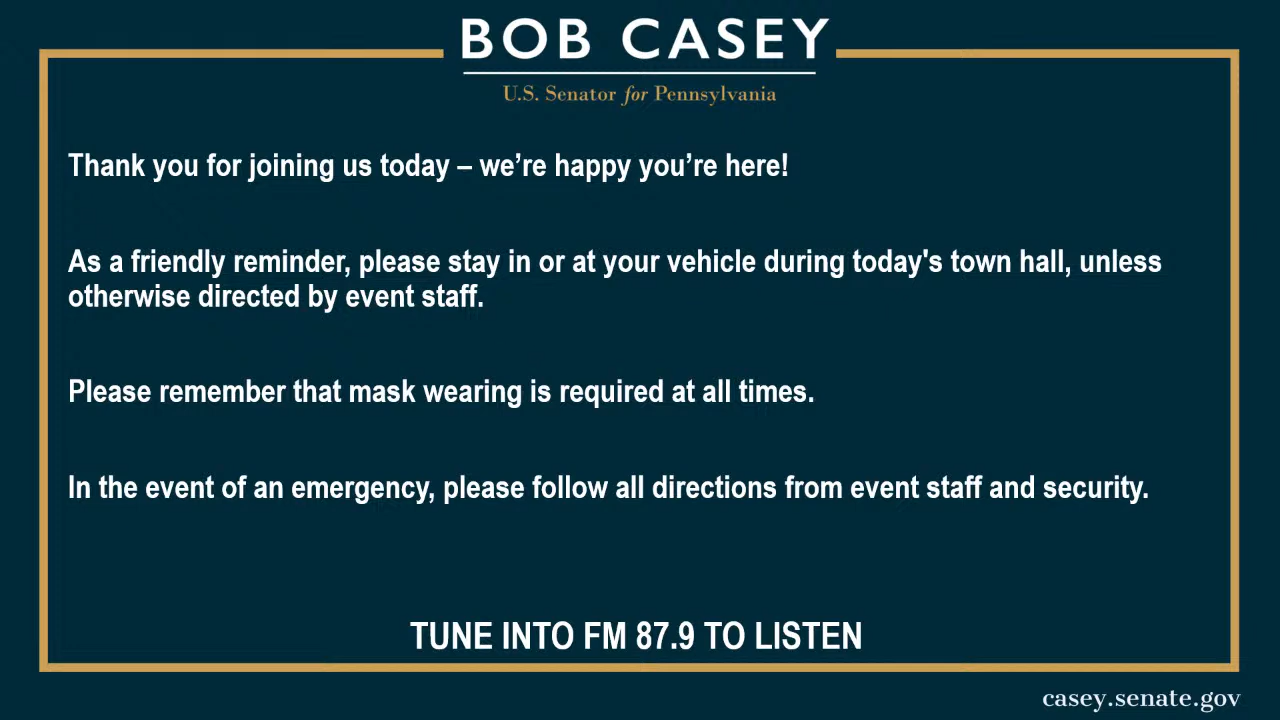 BOB CASEY
U.S. Senator for Pennsylvania
Thank you for joining us today – we’re happy you’re here!
As a friendly reminder, please stay in or at your vehicle during today's town hall, unless
otherwise directed by event staff.
Please remember that mask wearing is required at all times.
In the event of an emergency, please follow all directions from event staff and security.
TUNE INTO FM 87.9 TO LISTEN
casey.senate.gov